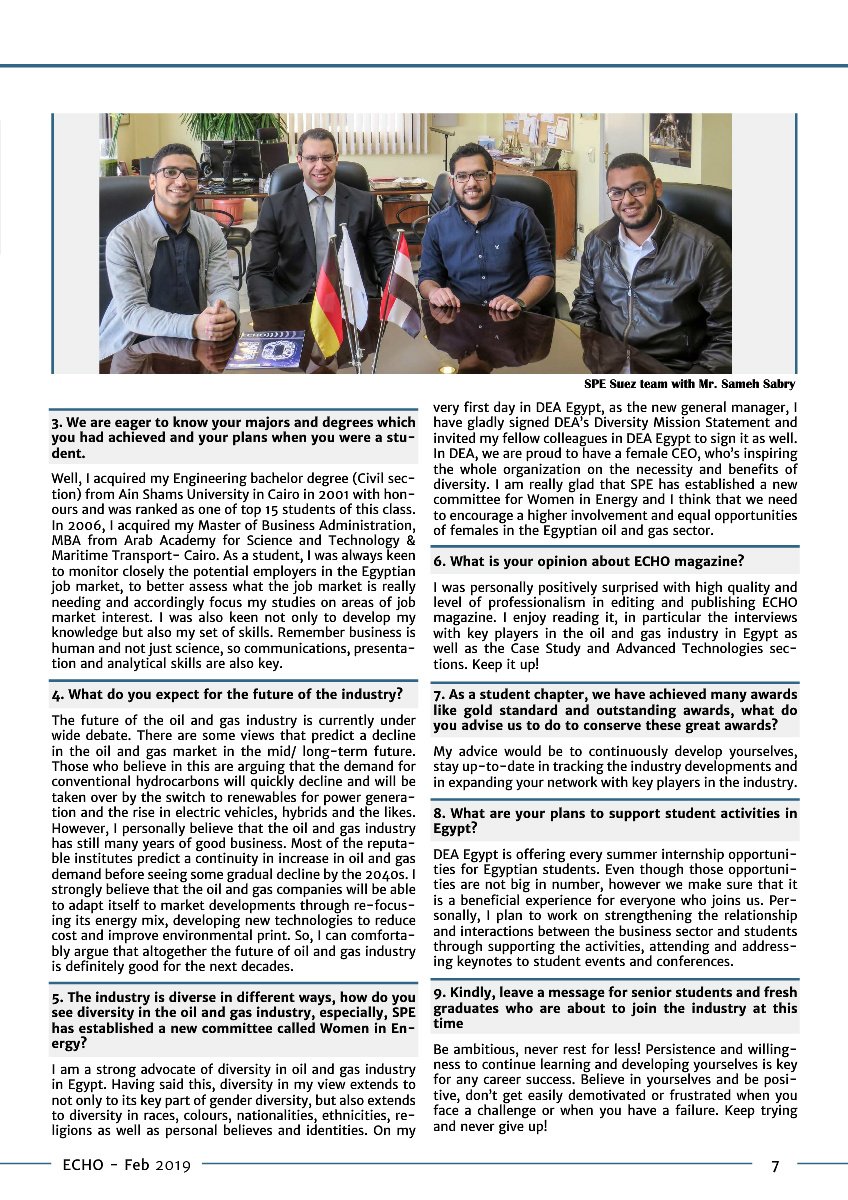 SPE Suez team with Mr. Sameh Sabry
3. We are eager to know your majors and degrees which
you had achieved and your plans when you were a stu-
dent.
Well, I acquired my Engineering bachelor degree (Civil sec-
tion) from Ain Shams University in Cairo in 2001 with hon-
ours and was ranked as one of top 15 students of this class.
In 2006, I acquired my Master of Business Administration,
MBA from Arab Academy for Science and Technology &
Maritime Transport- Cairo. As a student, I was always keen
to monitor closely the potential employers in the Egyptian
job market, to better assess what the job market is really
needing and accordingly focus my studies on areas of job
market interest. I was also keen not only to develop my
knowledge but also my set of skills. Remember business is
human and not just science, so communications, presenta-
tion and analytical skills are also key.
4. What do you expect for the future of the industry?
The future of the oil and gas industry is currently under
wide debate. There are some views that predict a decline
in the oil and gas market in the mid/ long-term future.
Those who believe in this are arguing that the demand for
conventional hydrocarbons will quickly decline and will be
taken over by the switch to renewables for power genera-
tion and the rise in electric vehicles, hybrids and the likes.
However, I personally believe that the oil and gas industry
has still many years of good business. Most of the reputa-
ble institutes predict a continuity in increase in oil and gas
demand before seeing some gradual decline by the 2040s. I
strongly believe that the oil and gas companies will be able
to adapt itself to market developments through re-focus-
ing its energy mix, developing new technologies to reduce
cost and improve environmental print. So, I can comforta-
bly argue that altogether the future of oil and gas industry
is definitely good for the next decades.
5. The industry is diverse in different ways, how do you
see diversity in the oil and gas industry, especially, SPE
has established a new committee called Women in En-
ergy?
I am a strong advocate of diversity in oil and gas industry
in Egypt. Having said this, diversity in my view extends to
not only to its key part of gender diversity, but also extends
to diversity in races, colours, nationalities, ethnicities, re-
ligions as well as personal believes and identities. On my
very first day in DEA Egypt, as the new general manager, I
have gladly signed DEA's Diversity Mission Statement and
invited my fellow colleagues in DEA Egypt to sign it as well.
In DEA, we are proud to have a female CEO, who's inspiring
the whole organization on the necessity and benefits of
diversity. I am really glad that SPE has established a new
committee for Women in Energy and I think that we need
to encourage a higher involvement and equal opportunities
of females in the Egyptian oil and gas sector.
6. What is your opinion about ECHO magazine?
I was personally positively surprised with high quality and
level of professionalism in editing and publishing ECHO
magazine. I enjoy reading it, in particular the interviews
with key players in the oil and gas industry in Egypt as
well as the Case Study and Advanced Technologies sec-
tions. Keep it up!
7. As a student chapter, we have achieved many awards
like gold standard and outstanding awards, what do
you advise us to do to conserve these great awards?
My advice would be to continuously develop yourselves,
stay up-to-date in tracking the industry developments and
in expanding your network with key players in the industry.
8. What are your plans to support student activities in
Egypt?
DEA Egypt is offering every summer internship opportuni-
ties for Egyptian students. Even though those opportuni-
ties are not big in number, however we make sure that it
is a beneficial experience for everyone who joins us. Per-
sonally, I plan to work on strengthening the relationship
and interactions between the business sector and students
through supporting the activities, attending and address-
ing keynotes to student events and conferences.
9. Kindly, leave a message for senior students and fresh
graduates who are about to join the industry at this
time
Be ambitious, never rest for less! Persistence and willing-
ness to continue learning and developing yourselves is key
for any career success. Believe in yourselves and be posi-
tive, don't get easily demotivated or frustrated when you
face a challenge or when you have a failure. Keep trying
and never give up!
ECHO - Feb 2019
7